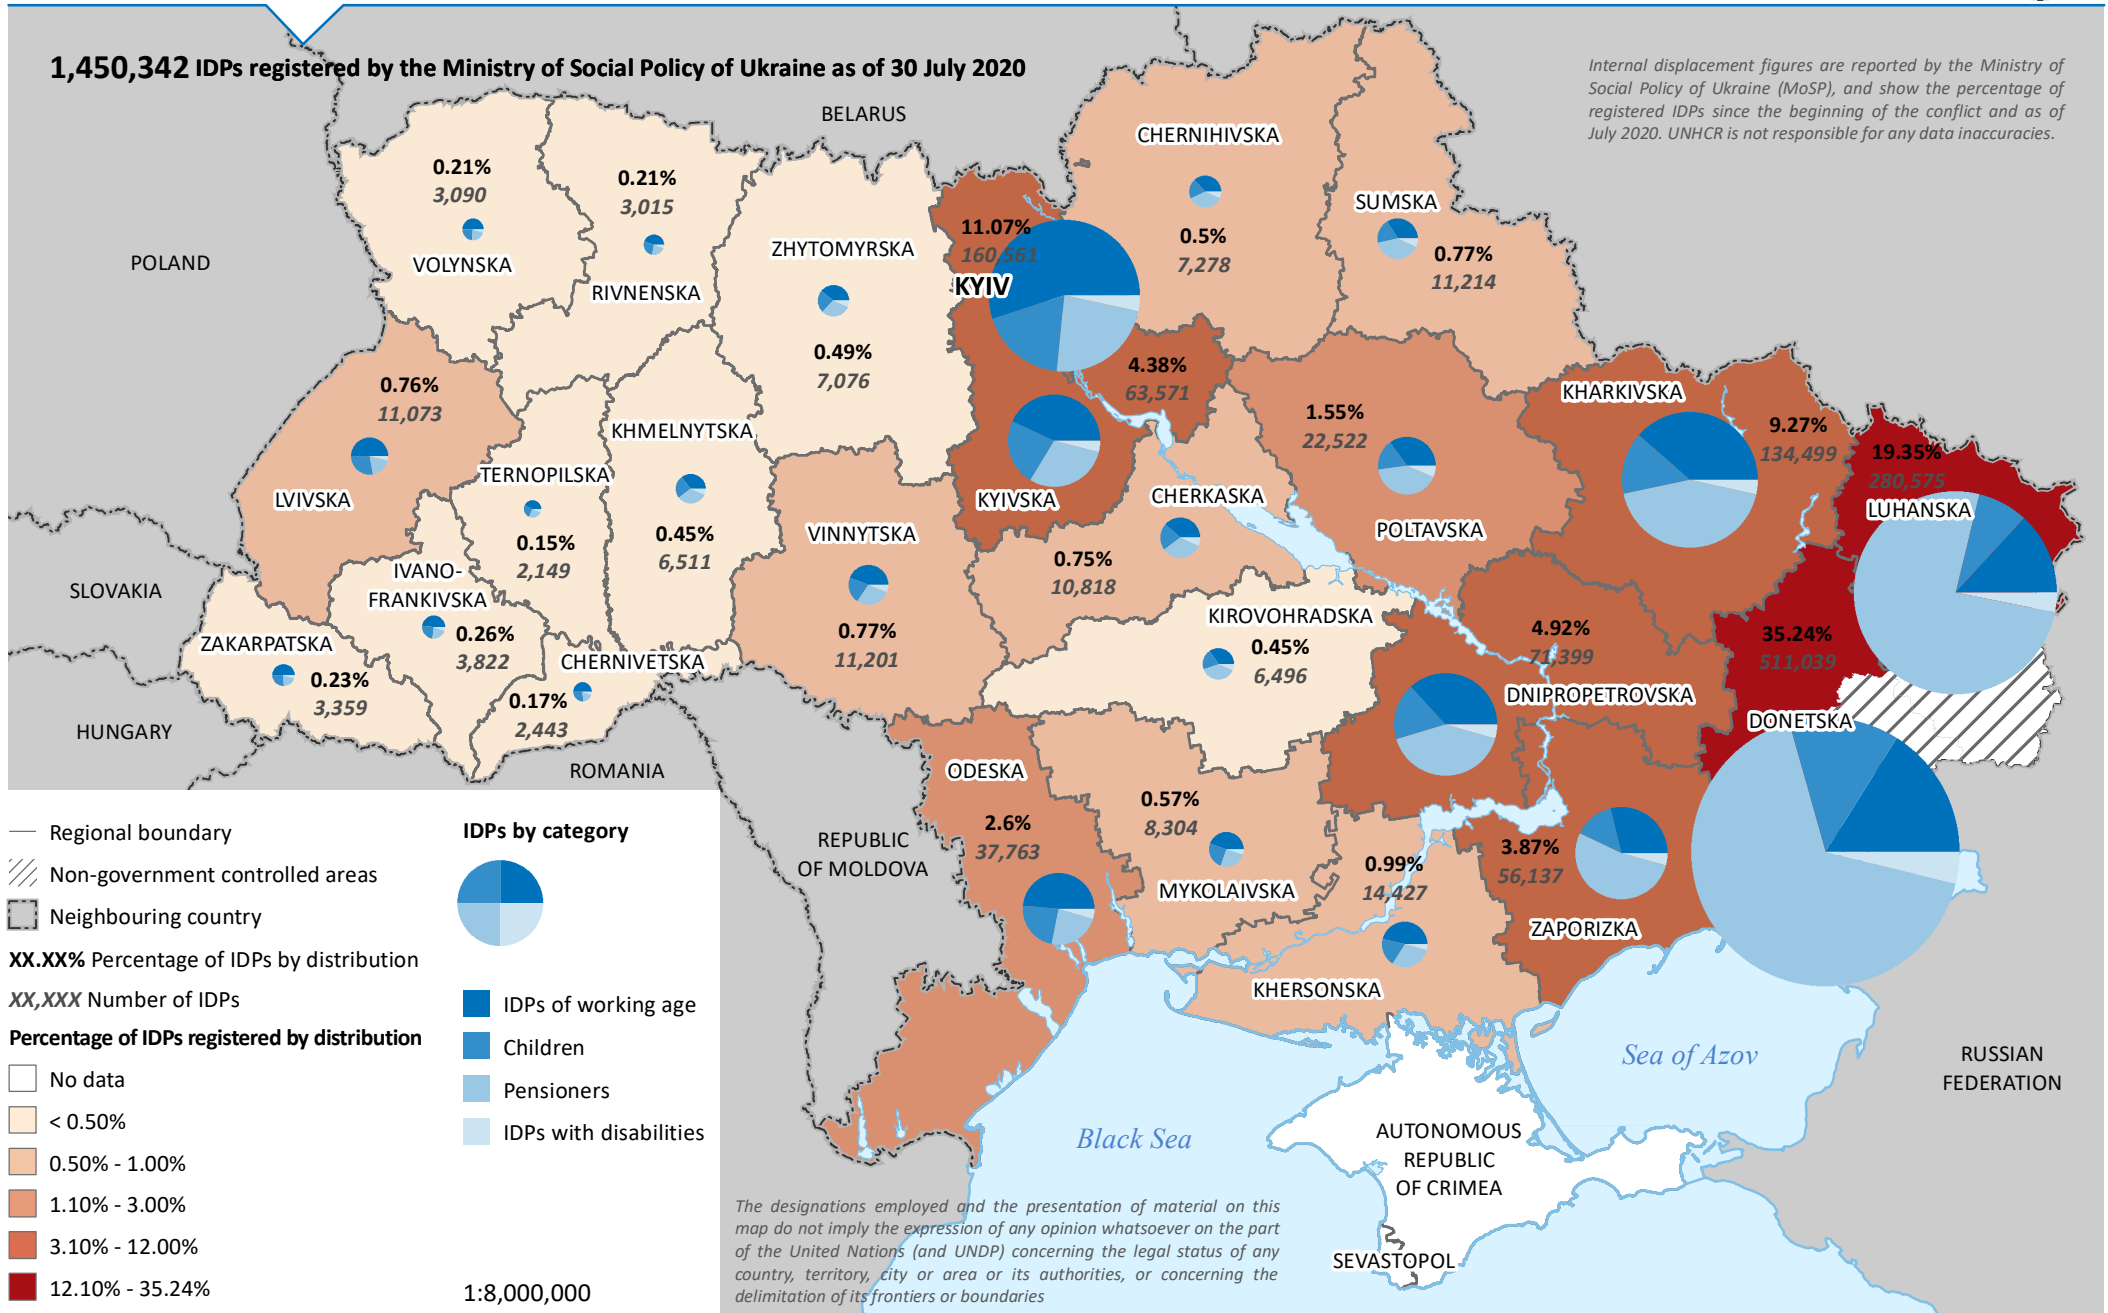 1,450,342 IDPs registered by the Ministry of Social Policy of Ukraine as of 30 July 2020
Internal displacement figures are reported by the Ministry of
Social Policy of Ukraine (MoSP), and show the percentage of
registered IDPs since the beginning of the conflict and as of
July 2020. UNHCR is not responsible for any data inaccuracies.
BELARUS
POLAND
SLOVAKIA
HUNGARY
ROMANIA
REPUBLIC
OF MOLDOVA
RUSSIAN
FEDERATION
0.21%
3,090
VOLYNSKA
0.21%
3,015
RIVNENSKA
ZHYTOMYRSKA
0.49%
7,076
11.07%
160,561
KYIV
CHERNIHIVSKA
0.5%
7,278
SUMSKA
0.77%
11,214
4.38%
63,571
KYIVSKA
0.76%
11,073
LVIVSKA
TERNOPILSKA
0.15%
2,149
KHMELNYTSKA
0.45%
6,511
VINNYTSKA
0.77%
11,201
CHERKASKA
0.75%
10,818
1.55%
22,522
POLTAVSKA
KHARKIVSKA
9.27%
134,499
19.35%
280,575
LUHANSKA
IVANO-
FRANKIVSKA
0.26%
3,822
ZAKARPATSKA
0.23%
3,359
CHERNIVETSKA
0.17%
2,443
KIROVOHRADSKA
0.45%
6,496
4.92%
71,399
DNIPROPETROVSKA
35.24%
511,039
DONETSKA
ODESKA
2.6%
37,763
0.57%
8,304
MYKOLAIVSKA
0.99%
14,427
KHERSONSKA
3.87%
56,137
ZAPORIZKA
Sea of Azov
Black Sea
AUTONOMOUS
REPUBLIC
OF CRIMEA
SEVASTOPOL
Regional boundary
Non-government controlled areas
Neighbouring country
XX.XX% Percentage of IDPs by distribution
XX,XXX Number of IDPs
Percentage of IDPs registered by distribution
No data
< 0.50%
0.50% - 1.00%
1.10% - 3.00%
3.10% - 12.00%
12.10% - 35.24%
IDPs by category
IDPs of working age
Children
Pensioners
IDPs with disabilities
1:8,000,000
The designations employed and the presentation of material on this
map do not imply the expression of any opinion whatsoever on the part
of the United Nations (and UNDP) concerning the legal status of any
country, territory, city or area or its authorities, or concerning the
delimitation of its frontiers or boundaries